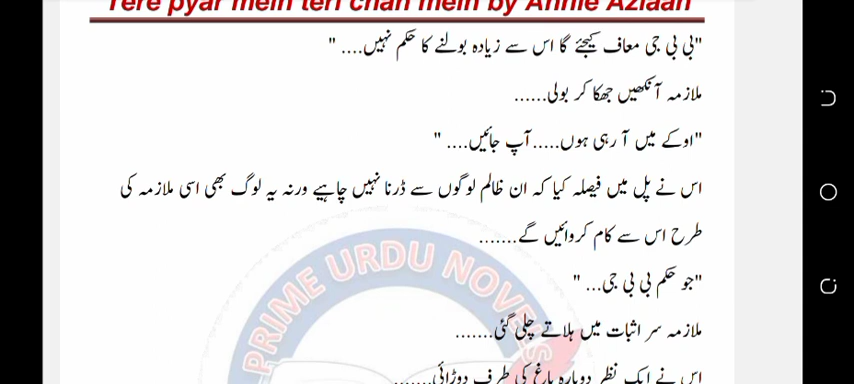 Tere pyar mein teri chah mein by Annie Azlaan
"بی بی جی معاف کیجئے گا اس سے زیادہ بولنے کا حکم نہیں.... "
ملازمہ آنکھیں جھکا کر بولی......
"اوکے میں آ رہی ہوں.....آپ جائیں.... "
اس نے پل میں فیصلہ کیا کہ ان ظالم لوگوں سے ڈرنا نہیں چاہیے ورنہ یہ لوگ بھی اسی ملازمہ کی
طرح اس سے کام کروائیں گے.......
"جو حکم بی بی جی... "
ملازمہ سر اثبات میں ہلاتے چلی گئی.......
اس نے ایک نظر دوبارہ باغ کی طرف دوڑائی.......
PRIME URDU NOVELS